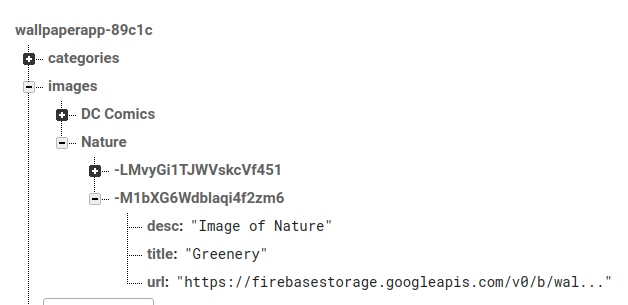 wallpaperapp-89c1c
categories
images
DC Comics
Nature
-LMvyGi1TJWVskcVf451
-M1bXG6Wdblaqi4f2zm6
desc: "Image of Nature"
title: "Greenery"
url: "https://firebasestorage.googleapis.com/v0/b/wal..."